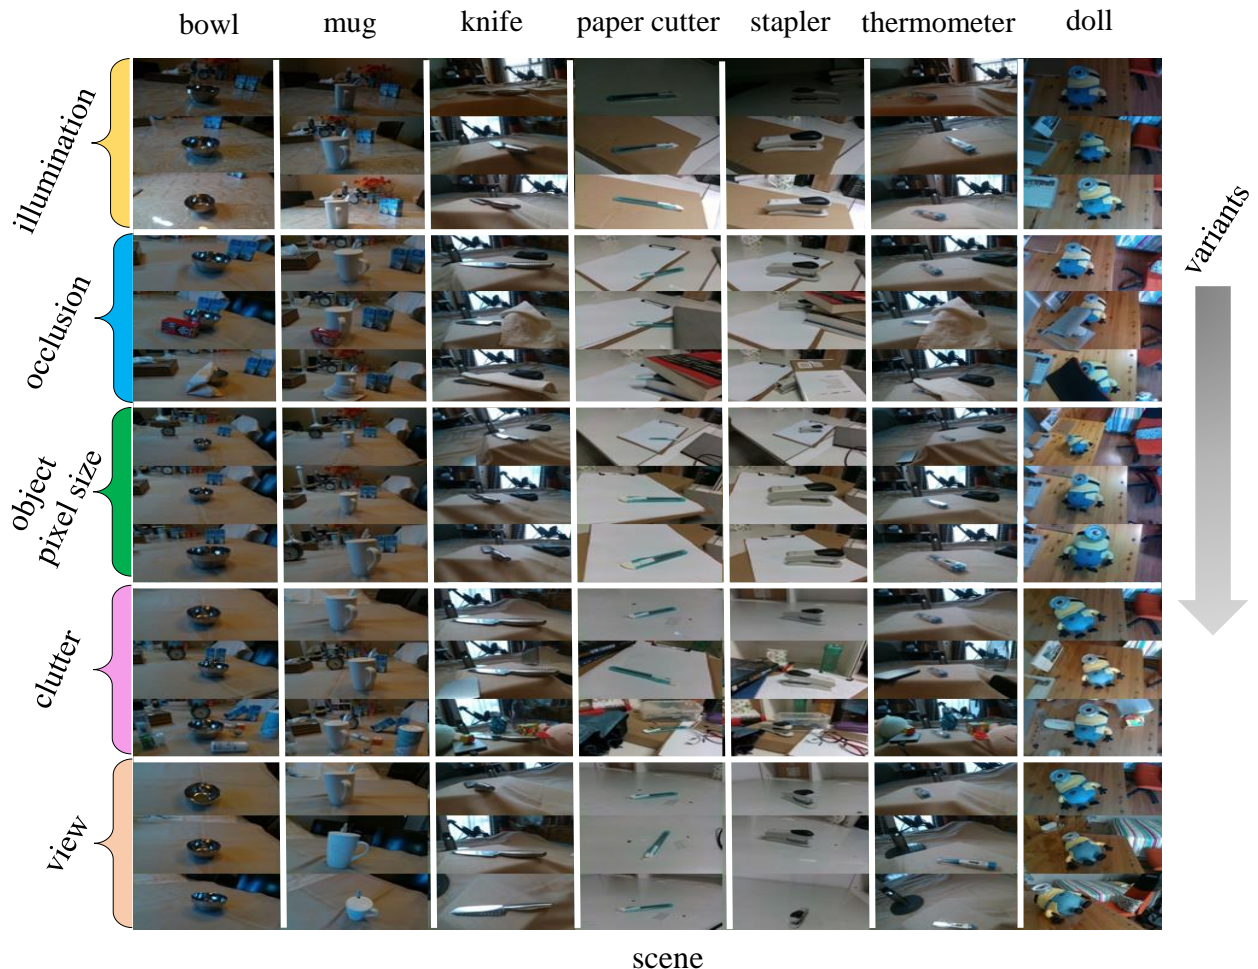 bowl mug knife paper cutter stapler thermometer doll
illumination
occlusion
object
pixel size
clutter
view
variants
scene